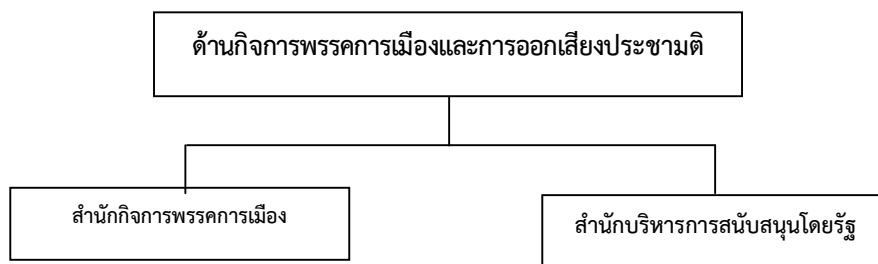 ด้านกิจการพรรคการเมืองและการออกเสียงประชามติ
สำนักกิจการพรรคการเมือง
สำนักบริหารการสนับสนุนโดยรัฐ